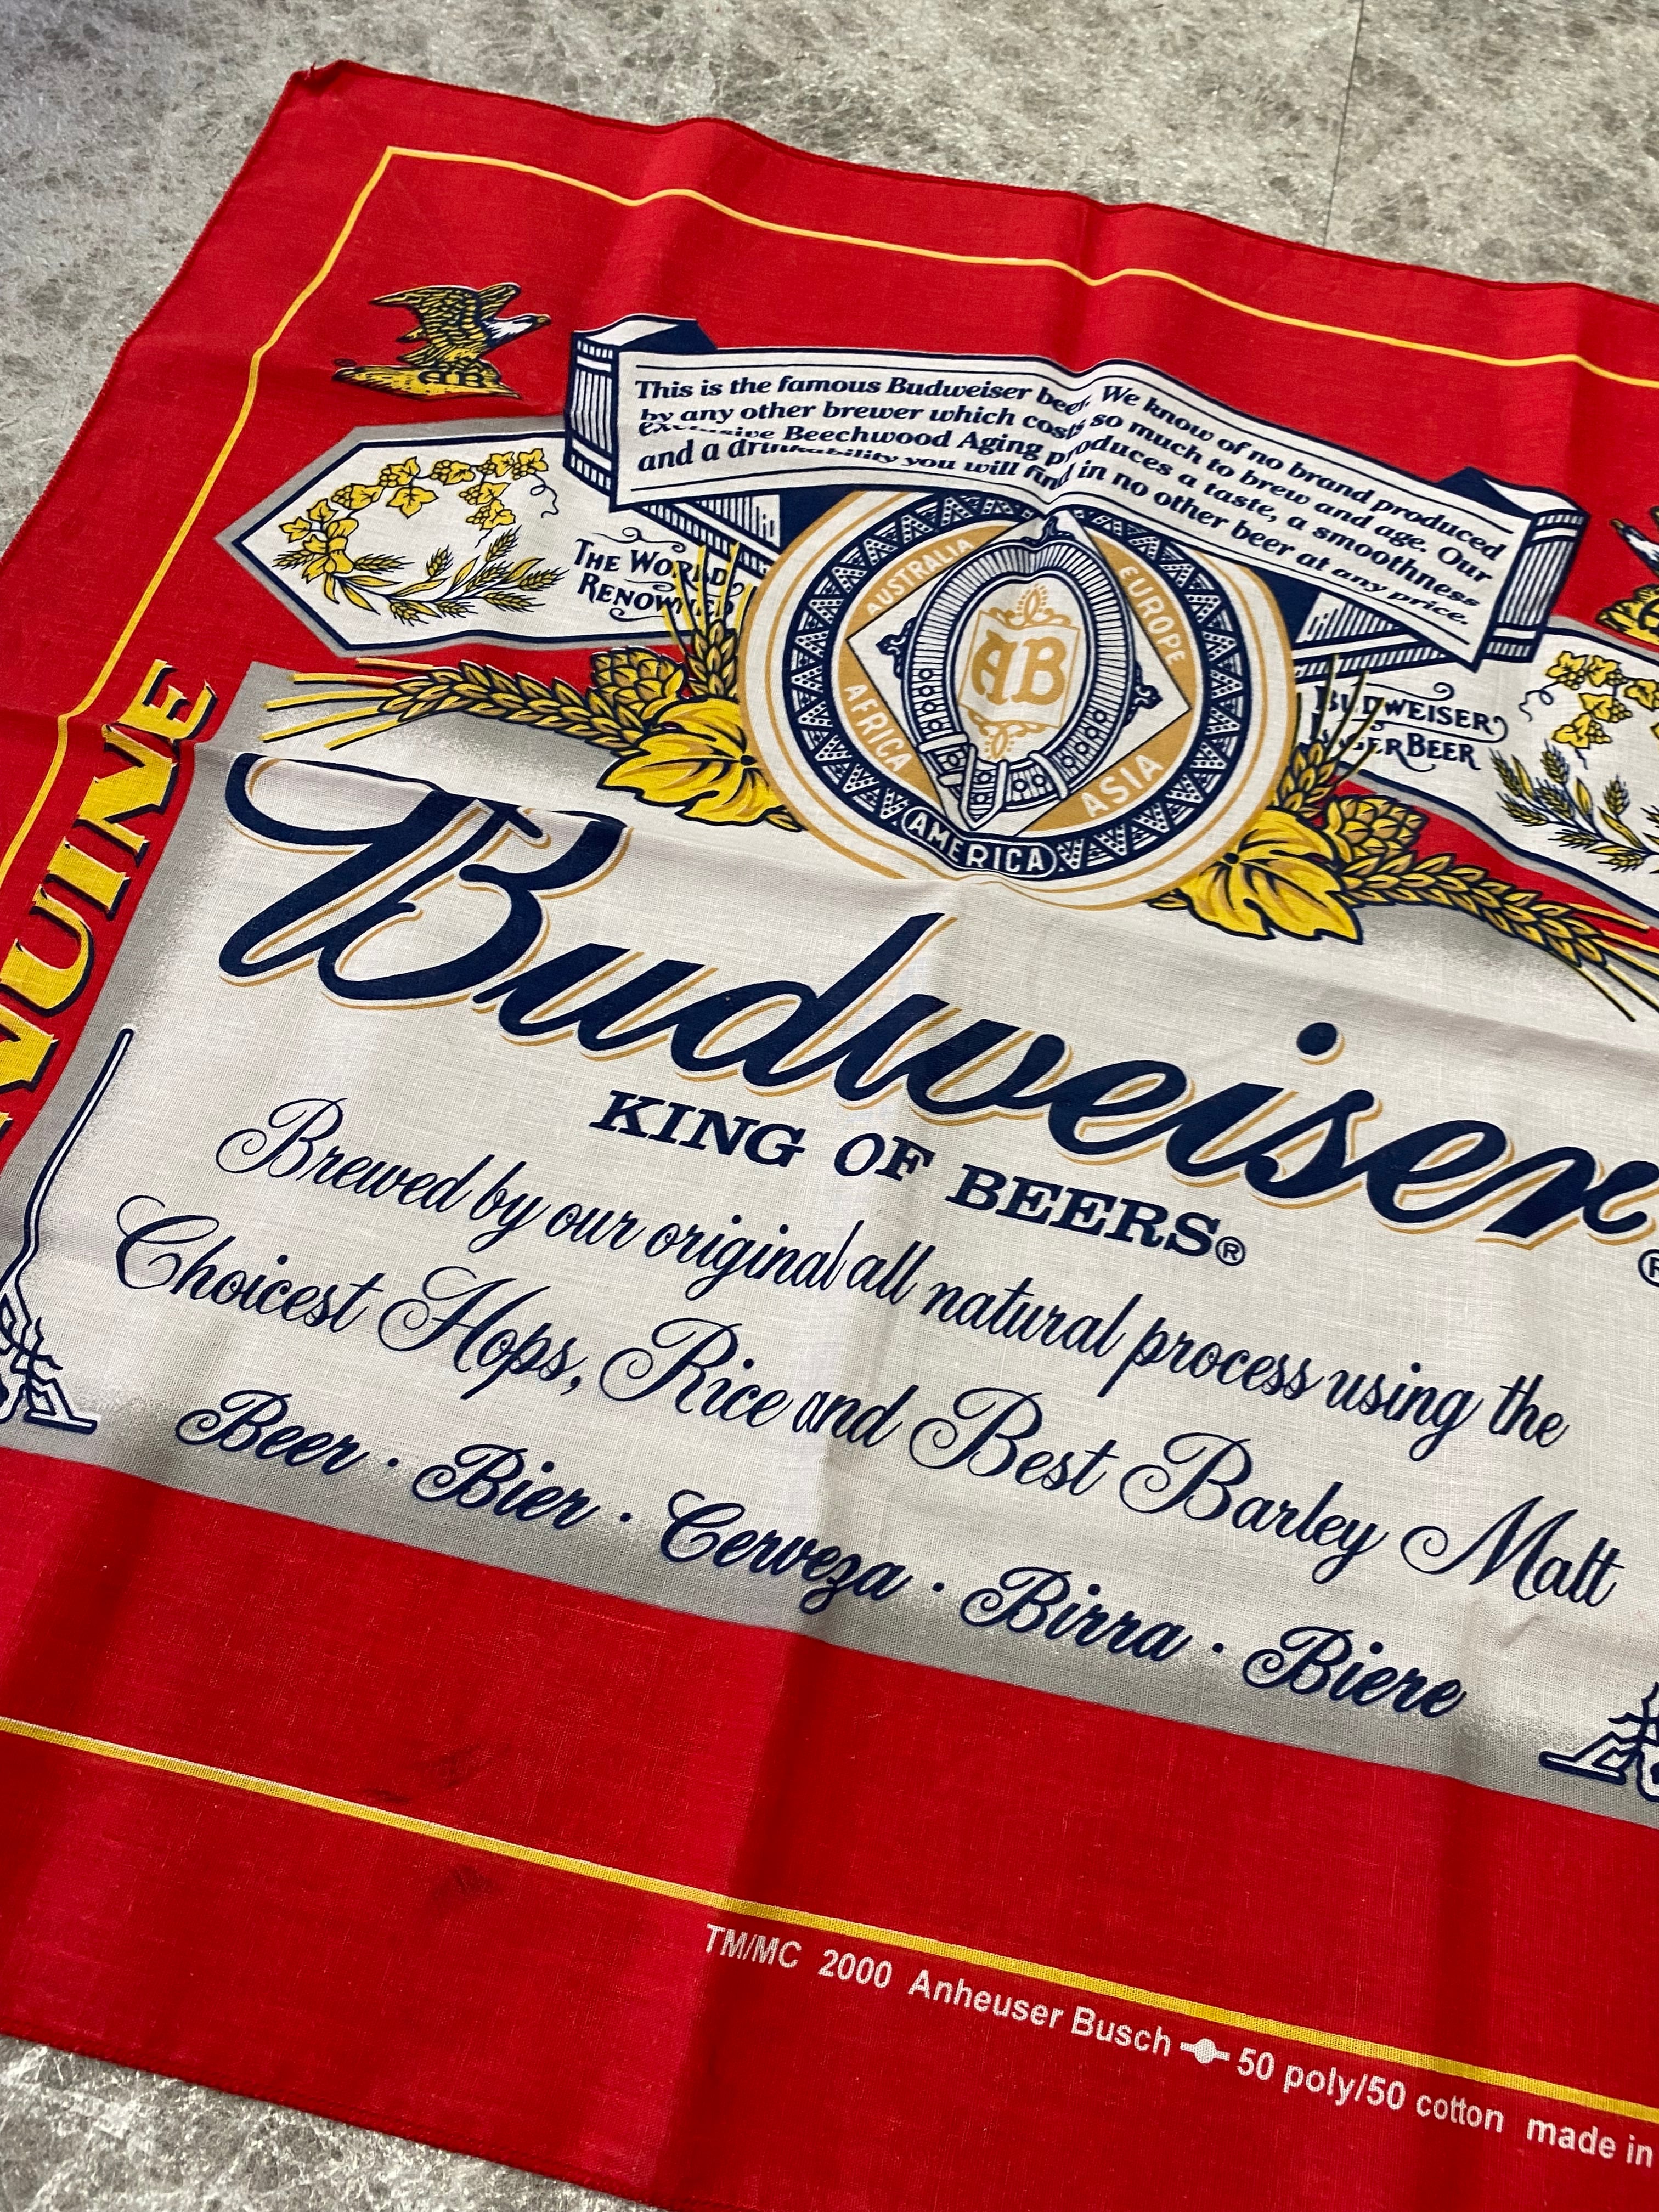 AB
This is the famous Budweiser beer. We know of no brand produced
by any other brewer which costs so much to brew and age. Our
exclusive Beechwood Aging produces a taste, a smoothness
and a drinkability you will find in no other beer at any price.
THE WORLD
RENOWNED
BUDWEISER
LAGER BEER
AUSTRALIA
EUROPE
AFRICA
ASIA
AMERICA
AB
NUINE
Budweiser®
KING OF BEERS®
Brewed by our original all natural process using the
Choicest Hops, Rice and Best Barley Malt
Beer · Bier · Cerveza · Birra · Biere
TM/MC 2000 Anheuser Busch 50 poly/50 cotton made in